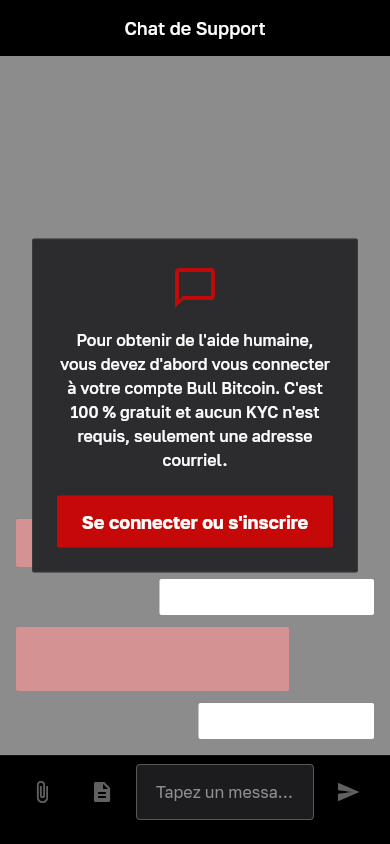 Chat de Support
Pour obtenir de l'aide humaine,
vous devez d'abord vous connecter
à votre compte Bull Bitcoin. C'est
100 % gratuit et aucun KYC n'est
requis, seulement une adresse
courriel.
Se connecter ou s'inscrire
Tapez un messa...